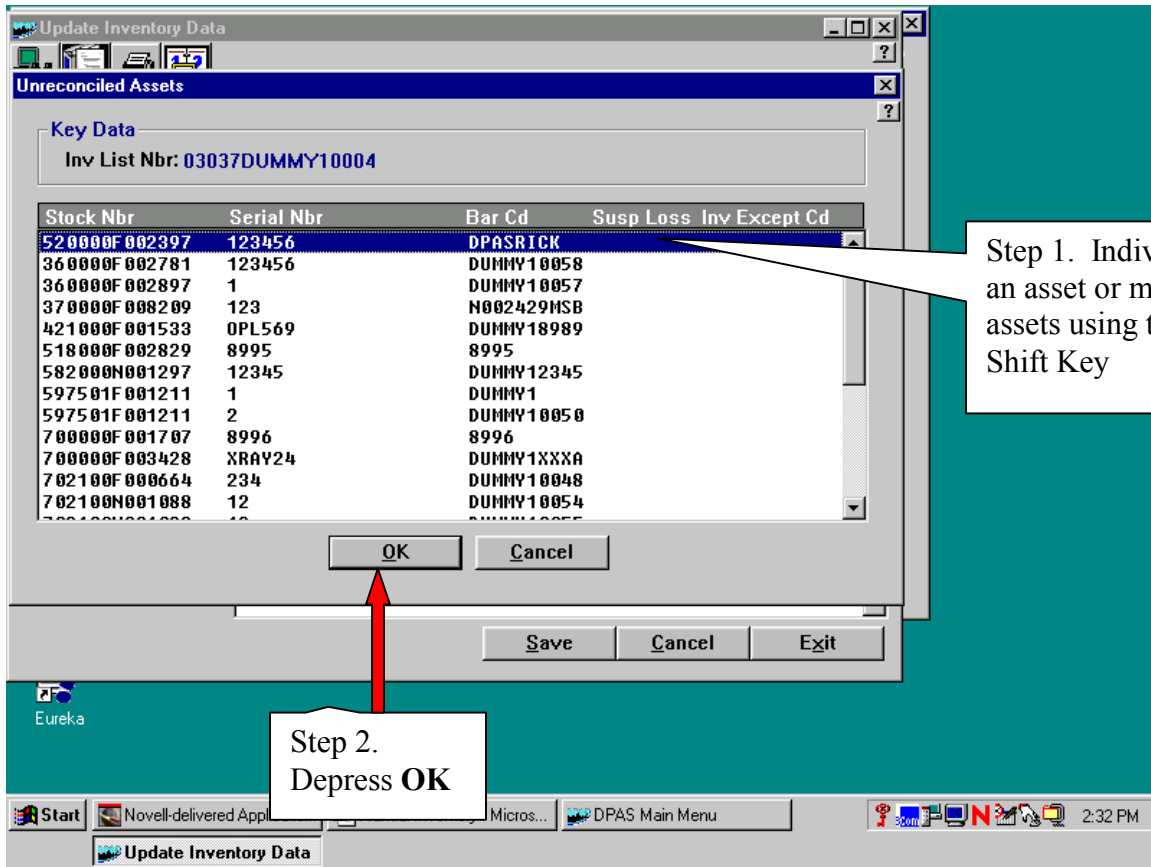 Update Inventory Data
Unreconciled Assets
Key Data
Inv List Nbr: 03037DUMMY10004
Stock Nbr Serial Nbr Bar Cd Susp Loss Inv Except Cd
520000F002397 123456 DPASRICK
360000F002781 123456 DUMMY10058
360000F002897 1 DUMMY10057
370000F008209 123 N002429MSB
421000F001533 OPL569 DUMMY18989
518000F002829 8995 8995
582000N001297 12345 DUMMY12345
597501F001211 1 DUMMY1
597501F001211 2 DUMMY10050
700000F001707 8996 8996
700000F003428 XRAY24 DUMMY1XXXA
702100F000664 234 DUMMY10048
702100N001088 12 DUMMY10054
OK Cancel
Save Cancel Exit
Step 1. Indiv
an asset or m
assets using t
Shift Key
Eureka
Step 2.
Depress OK
Start Novell-delivered Appl Micros... DPAS Main Menu 2:32 PM
Update Inventory Data